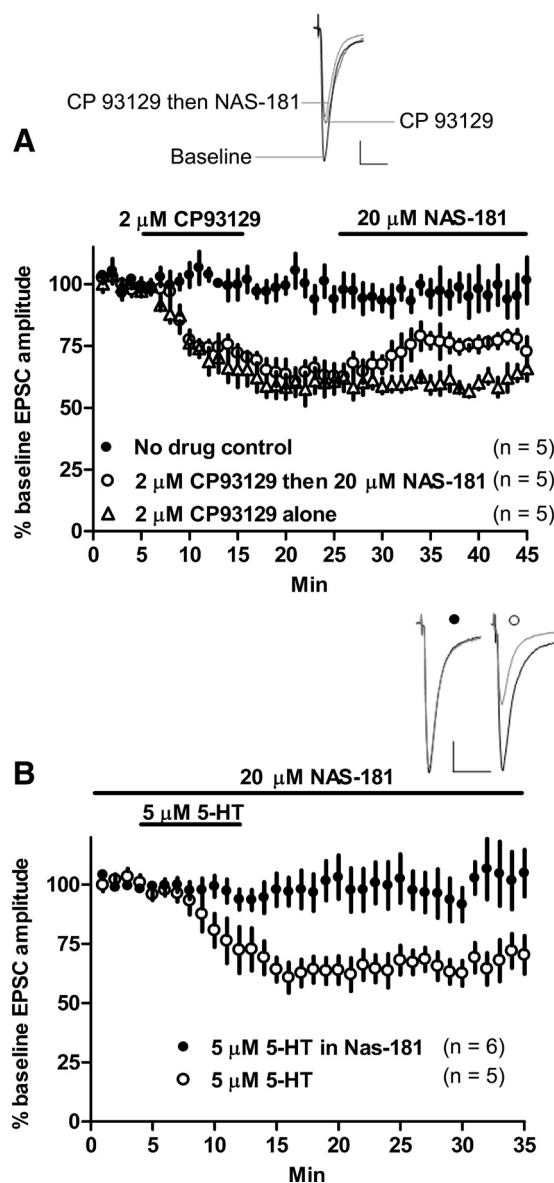 CP 93129 then NAS-181
CP 93129
Baseline
A
2 μM CP93129
20 μM NAS-181
% baseline EPSC amplitude
100
75
50
25
0
No drug control (n = 5)
2 μM CP93129 then 20 μM NAS-181 (n = 5)
2 μM CP93129 alone (n = 5)
0 5 10 15 20 25 30 35 40 45
Min
B
20 μM NAS-181
5 μM 5-HT
% baseline EPSC amplitude
100
75
50
25
0
5 μM 5-HT in Nas-181 (n = 6)
5 μM 5-HT (n = 5)
0 5 10 15 20 25 30 35
Min